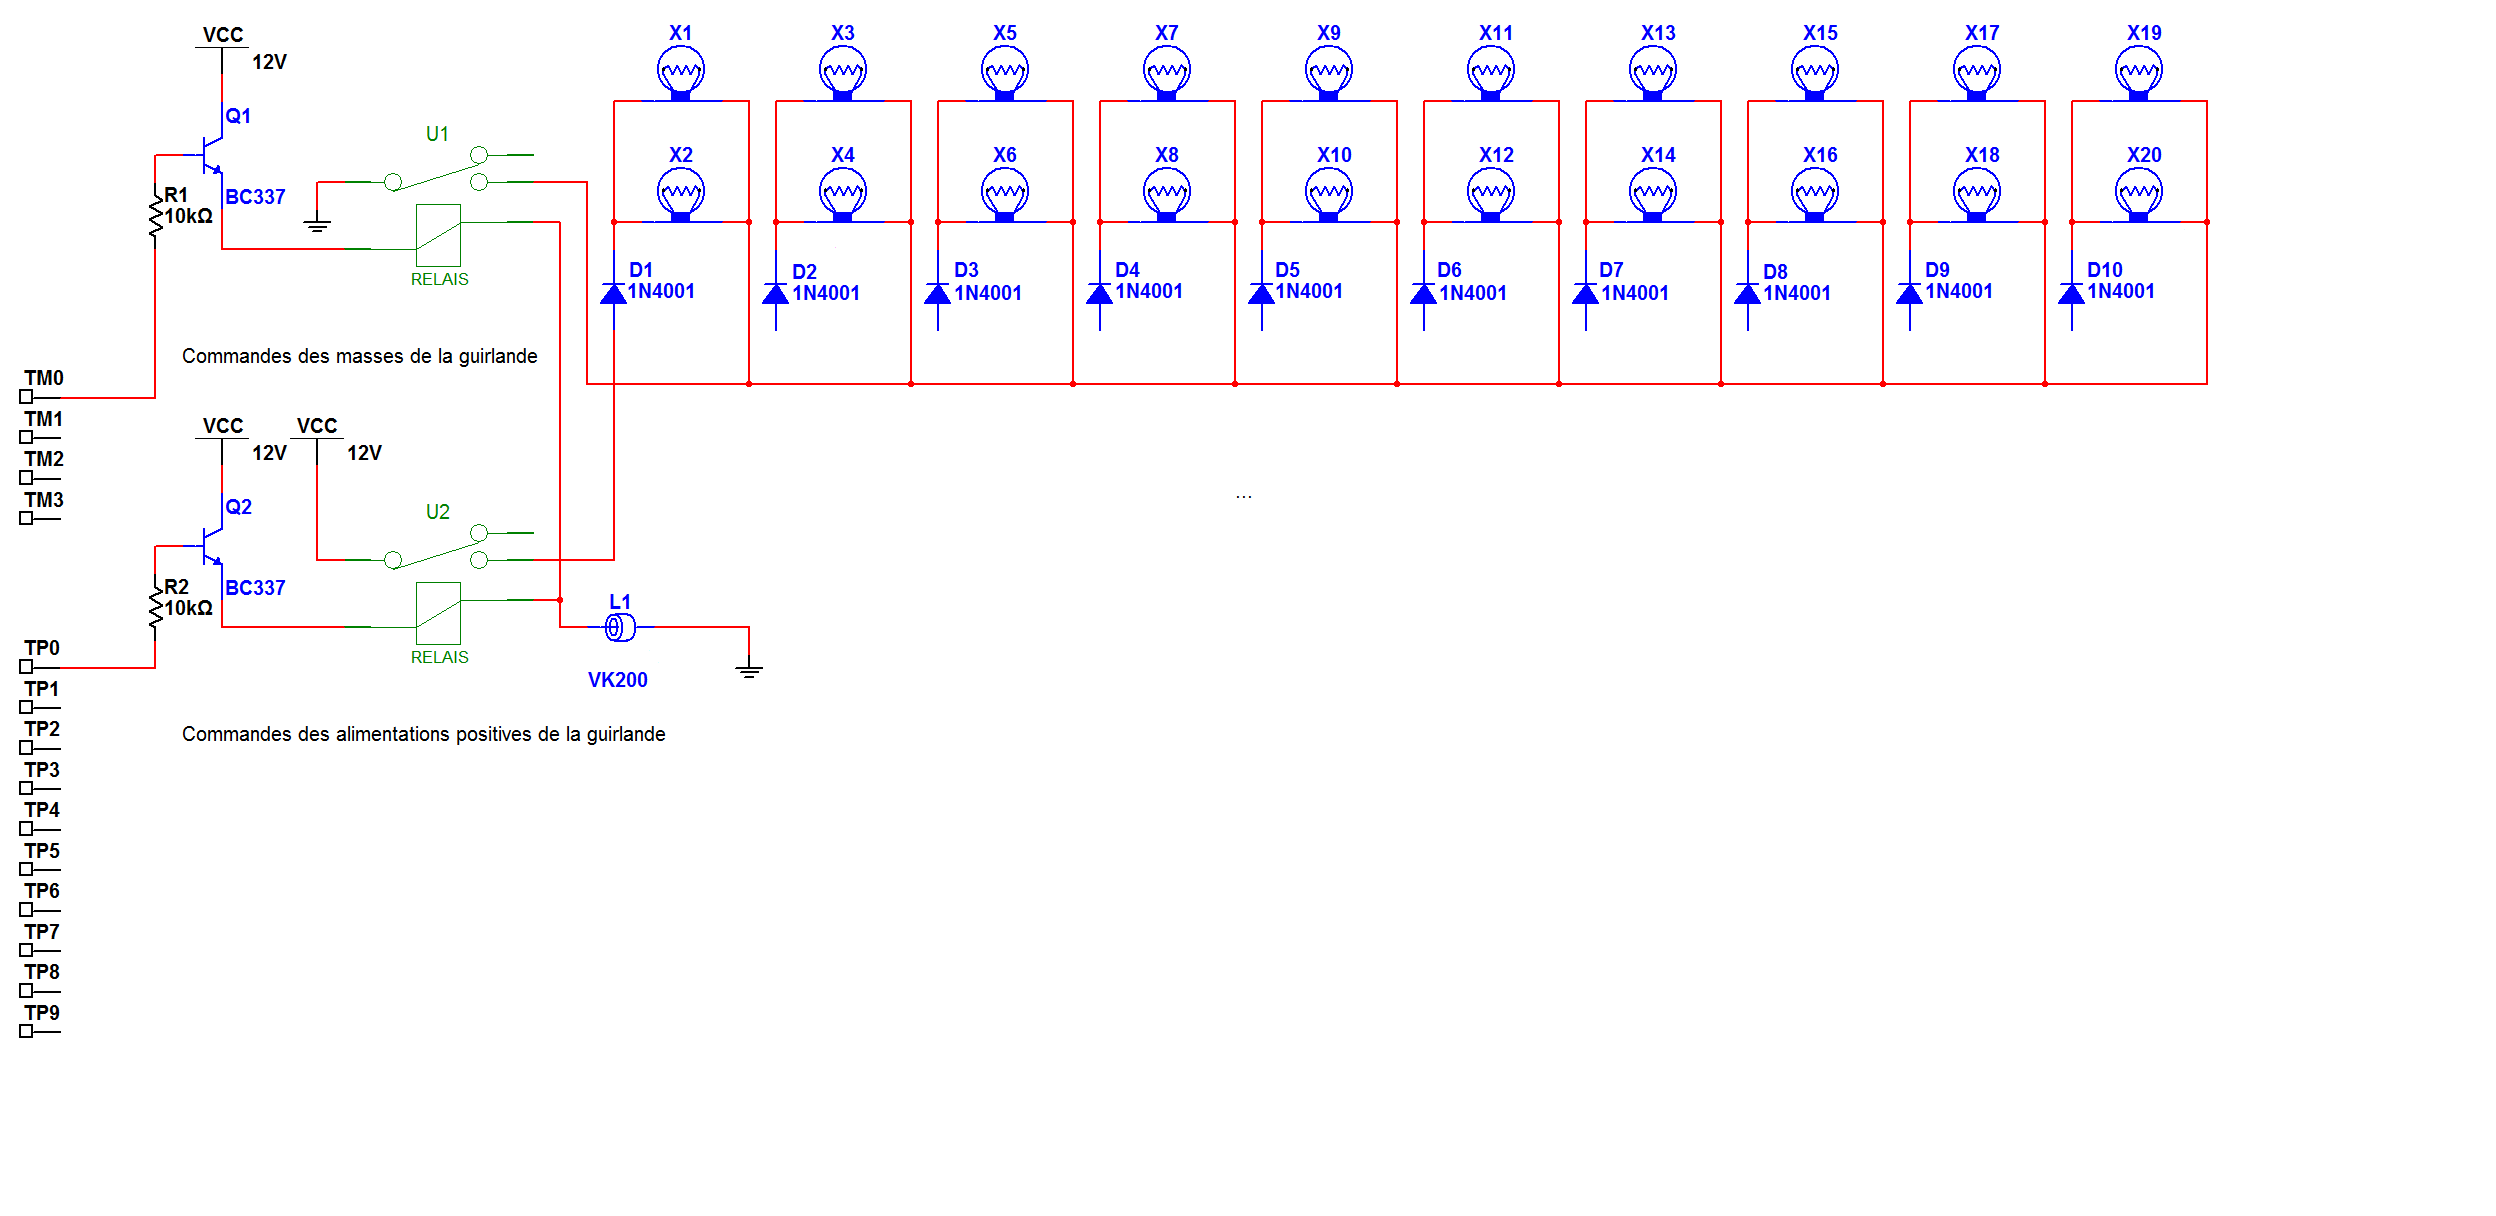 VCC
12V
Q1
BC337
R1
10kΩ
U1
RELAIS
X1 X3 X5 X7 X9 X11 X13 X15 X17 X19
X2 X4 X6 X8 X10 X12 X14 X16 X18 X20
D1
1N4001
D2
1N4001
D3
1N4001
D4
1N4001
D5
1N4001
D6
1N4001
D7
1N4001
D8
1N4001
D9
1N4001
D10
1N4001
Commandes des masses de la guirlande
TM0
TM1
TM2
TM3
VCC
12V
VCC
12V
Q2
BC337
R2
10kΩ
U2
RELAIS
L1
VK200
...
Commandes des alimentations positives de la guirlande
TP0
TP1
TP2
TP3
TP4
TP5
TP6
TP7
TP8
TP9